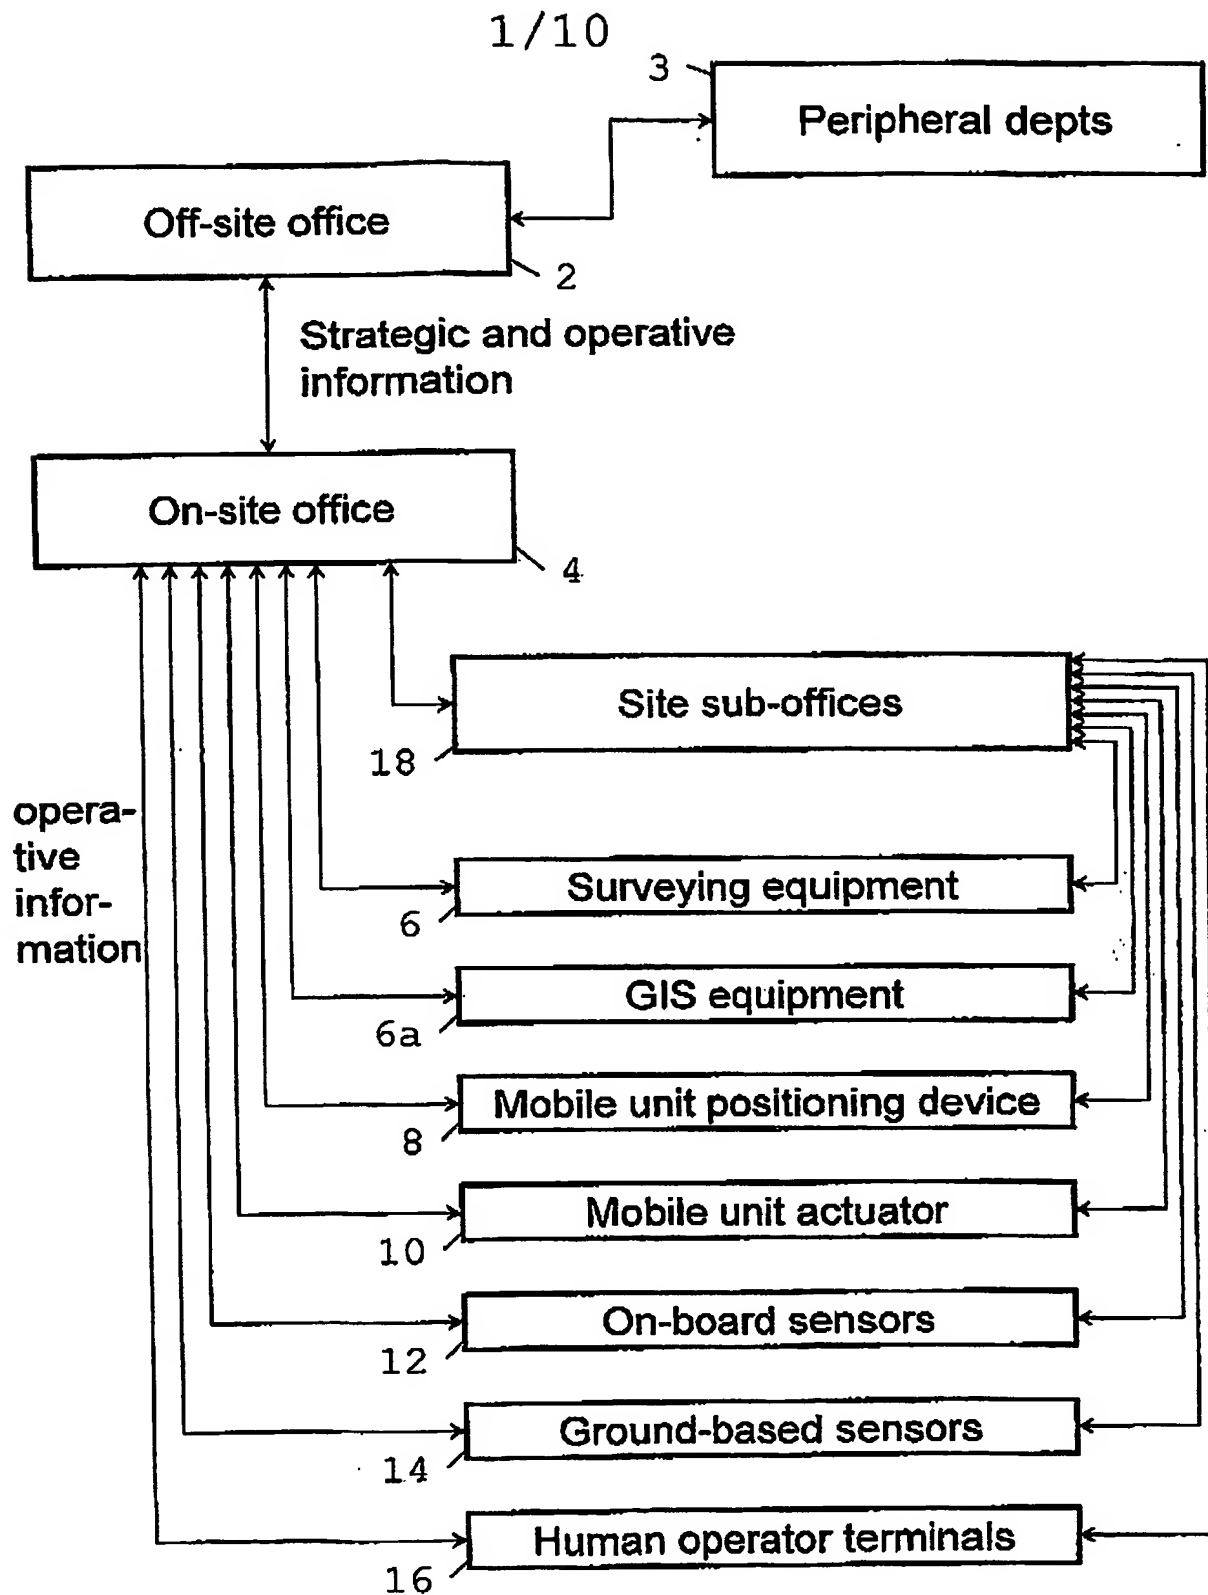 1/10
3
Peripheral depts
Off-site office
2
Strategic and operative
information
On-site office
4
Site sub-offices
18
opera-
tive
infor-
mation
Surveying equipment
6
GIS equipment
6a
Mobile unit positioning device
8
Mobile unit actuator
10
On-board sensors
12
Ground-based sensors
14
Human operator terminals
16